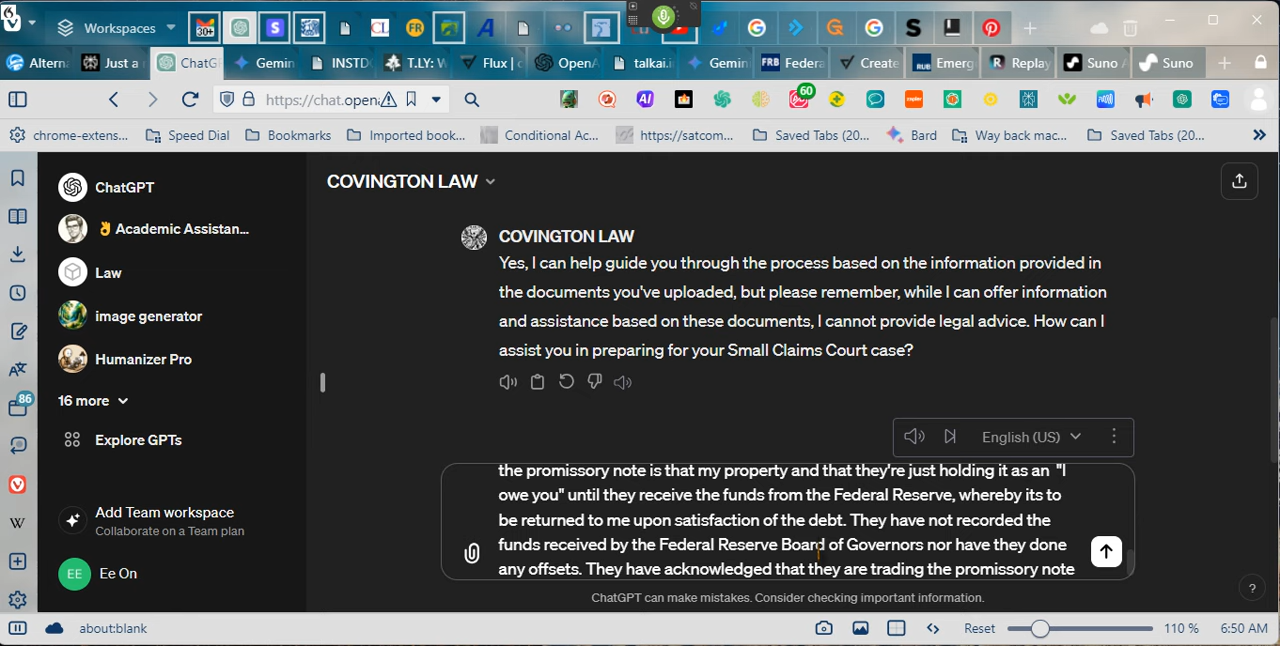 Workspaces
30+
S
CL
FR
A
G
G
G
S
Altern
Just a r
ChatG
Gemin
INSTD
T.LY: W
Flux | c
OpenA
talkai.i
Gemin
FRB Federa
Create
RUB Emerg
R Replay
Suno
Suno
https://chat.open
AI
60
zapier
chrome-extens...
Speed Dial
Bookmarks
Imported book...
Conditional Ac...
https://satcom...
Saved Tabs (20...
Bard
Way back mac...
Saved Tabs (20...
ChatGPT
COVINGTON LAW
👌 Academic Assistan...
Law
image generator
Humanizer Pro
16 more
Explore GPTs
Add Team workspace
Collaborate on a Team plan
EE Ee On
86
W
COVINGTON LAW
Yes, I can help guide you through the process based on the information provided in
the documents you've uploaded, but please remember, while I can offer information
and assistance based on these documents, I cannot provide legal advice. How can I
assist you in preparing for your Small Claims Court case?
English (US)
the promissory note is that my property and that they're just holding it as an "I
owe you" until they receive the funds from the Federal Reserve, whereby its to
be returned to me upon satisfaction of the debt. They have not recorded the
funds received by the Federal Reserve Board of Governors nor have they done
any offsets. They have acknowledged that they are trading the promissory note
ChatGPT can make mistakes. Consider checking important information.
?
about:blank
Reset
110 %
6:50 AM